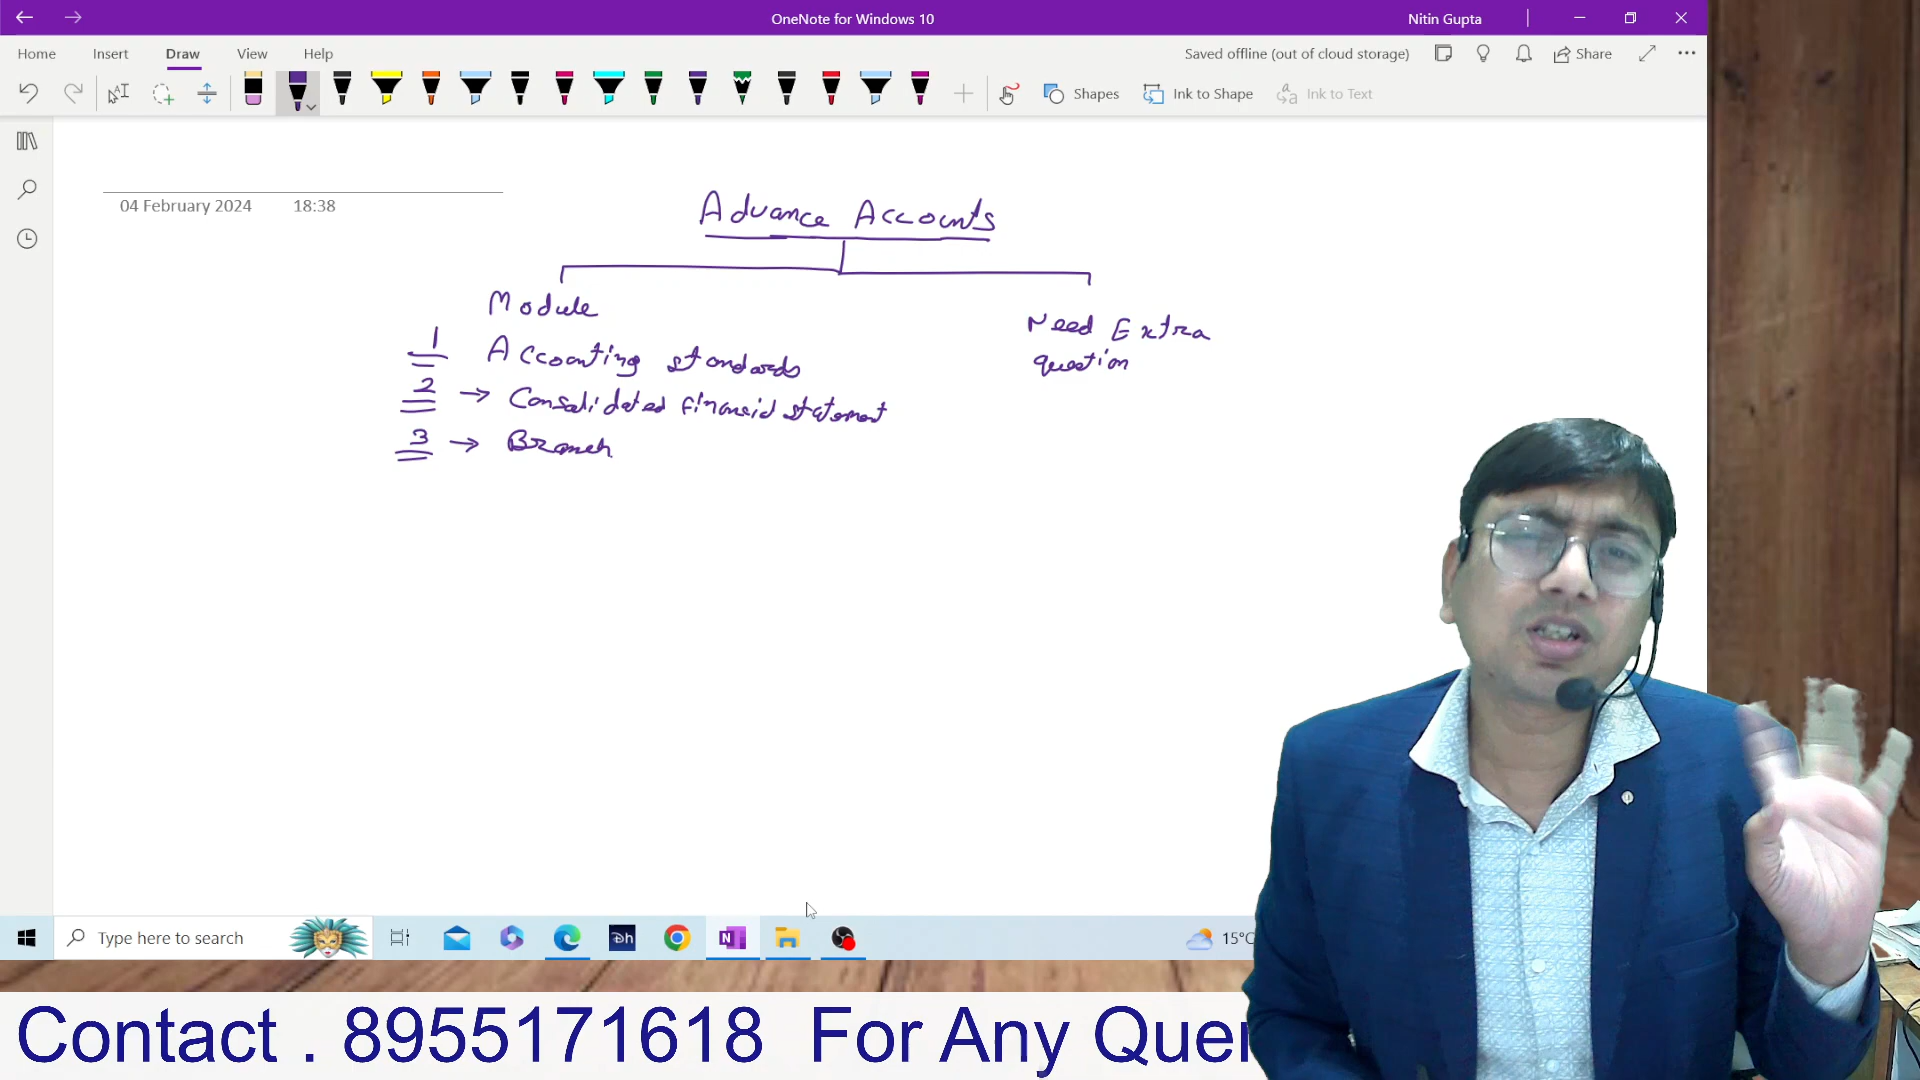 OneNote for Windows 10
Nitin Gupta
Home Insert Draw View Help
Saved offline (out of cloud storage)
Share
Shapes
Ink to Shape
Ink to Text
04 February 2024 18:38
Advance Accounts
Module
1 Accounting standards
2 → Consolidated financial statement
3 → Branch
Need Extra
question
Type here to search
Dh
N
15°C
Contact . 8955171618 For Any Quer